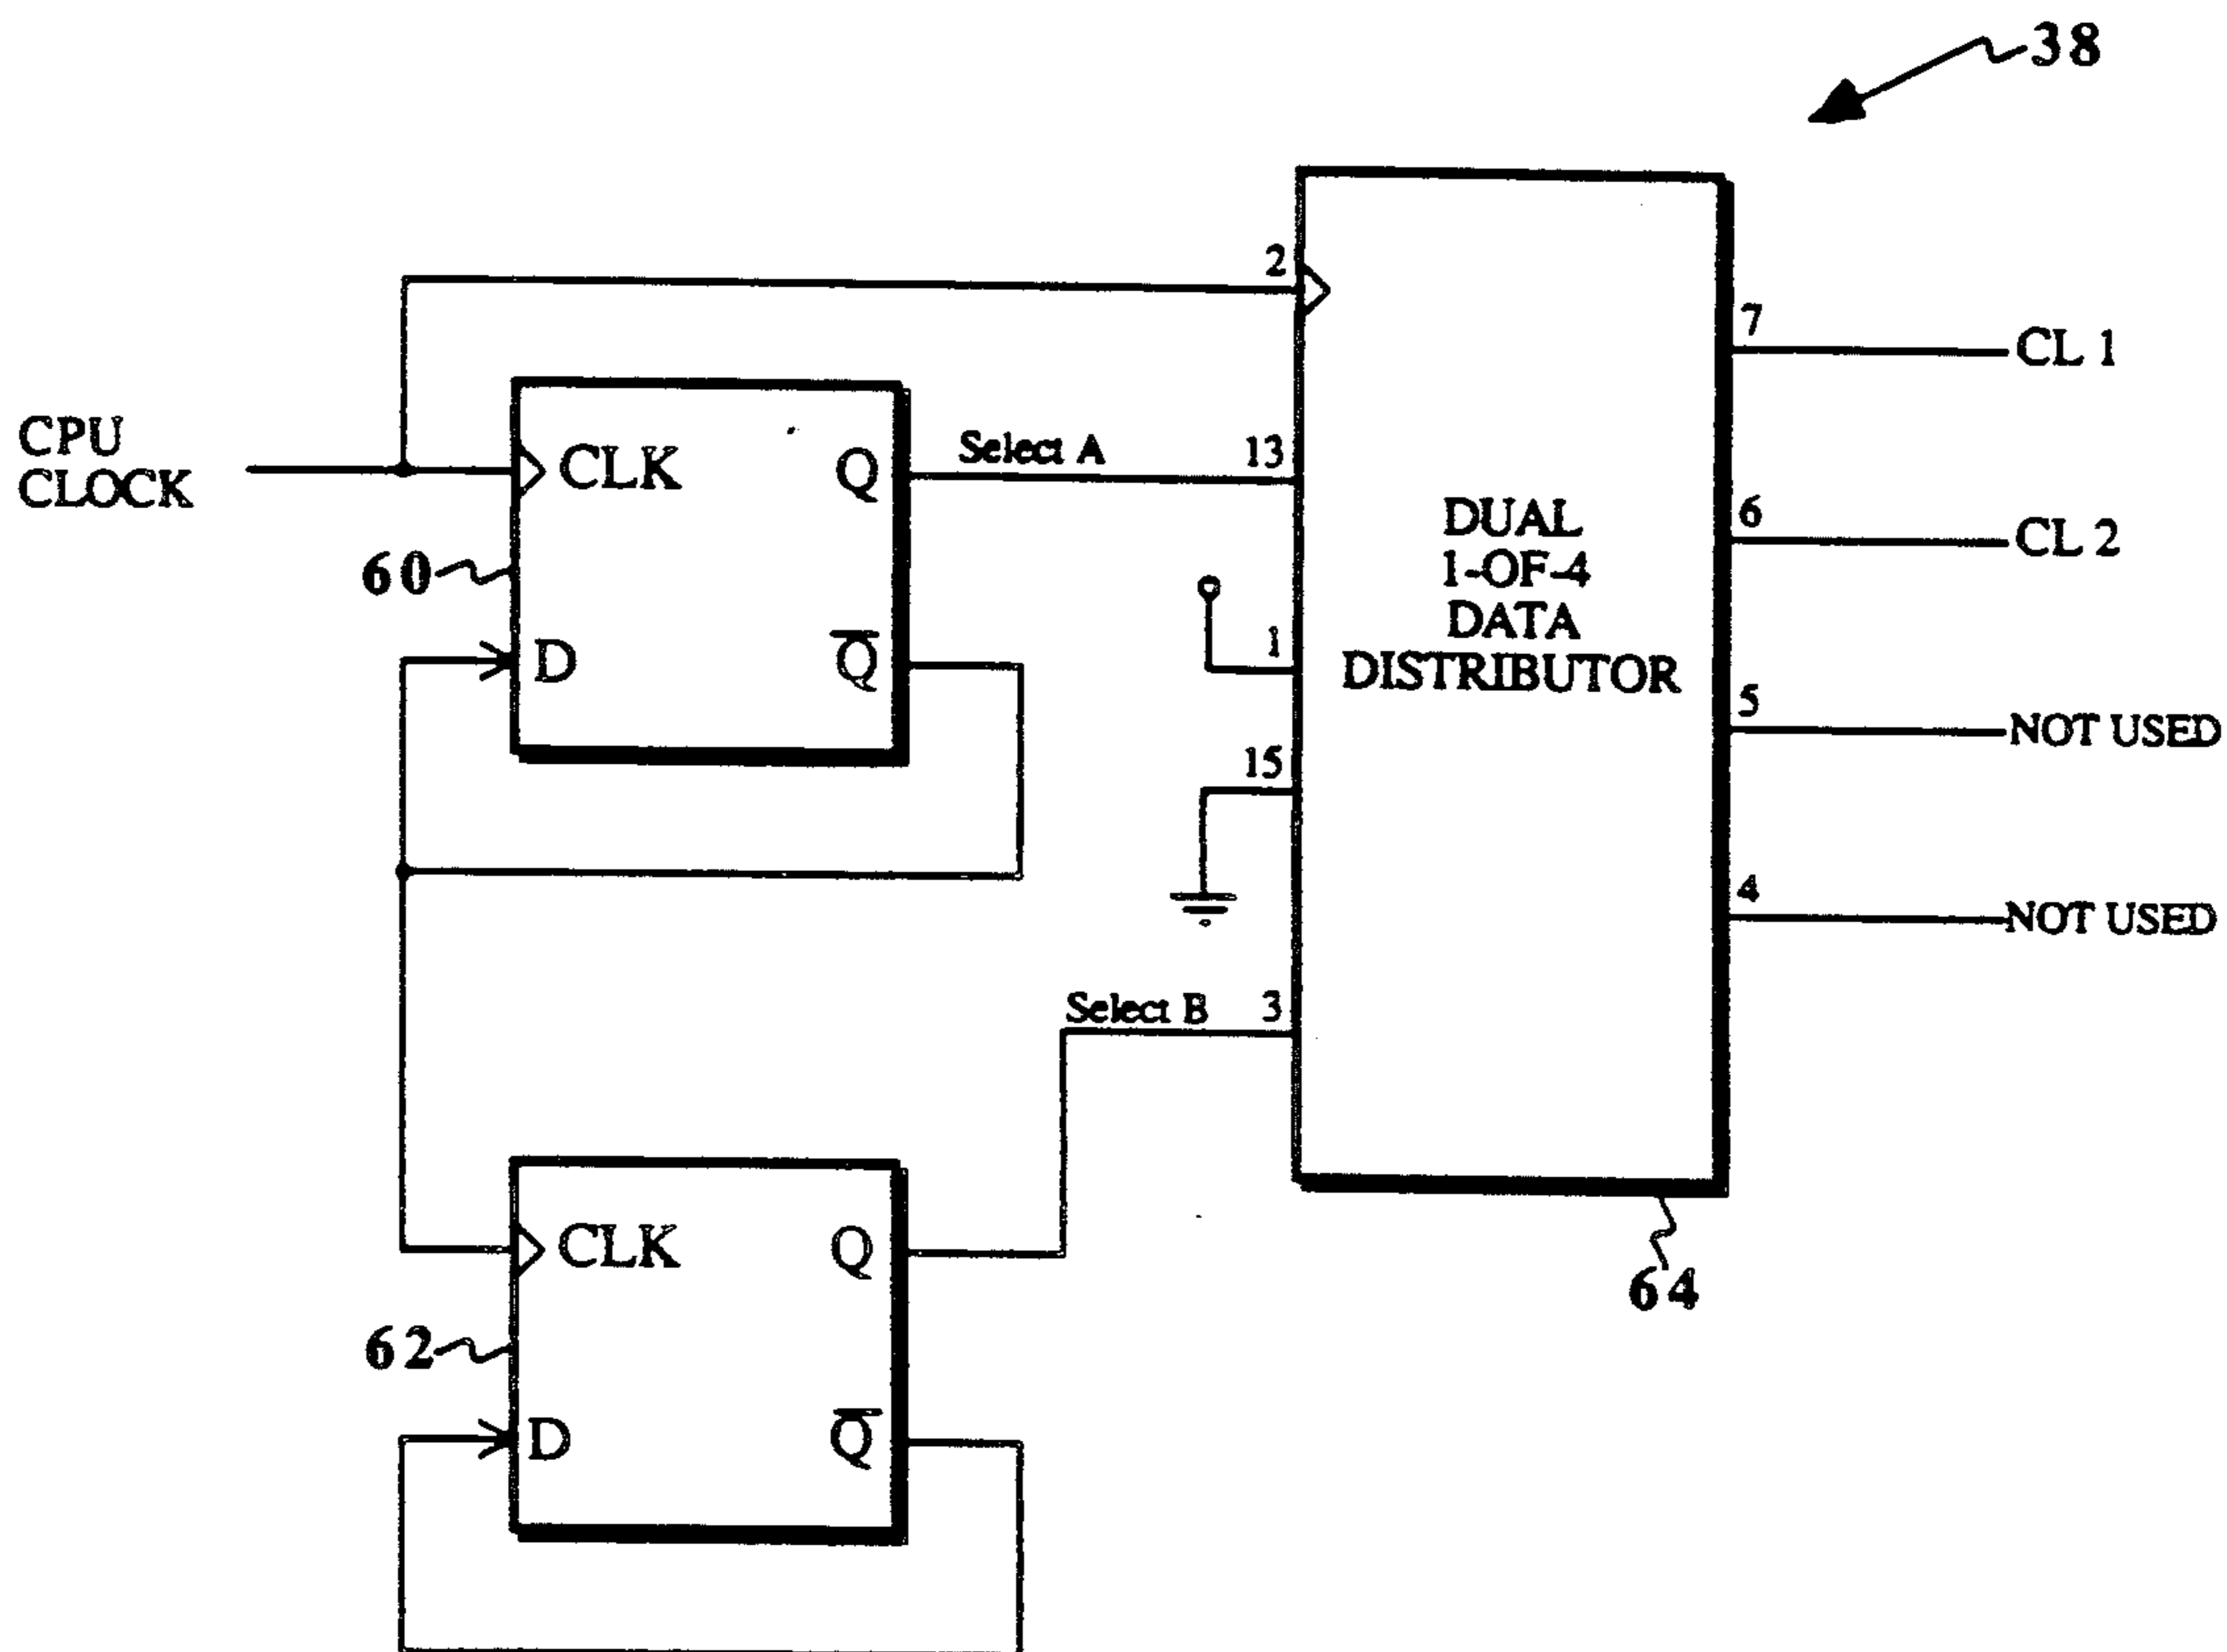 38
2
7
CL 1
CPU
CLOCK
CLK
Q
Select A
13
6
CL 2
DUAL
1-OF-4
DATA
DISTRIBUTOR
60
D
Q̅
1
5
NOT USED
15
4
NOT USED
Select B
3
CLK
Q
64
62
D
Q̅